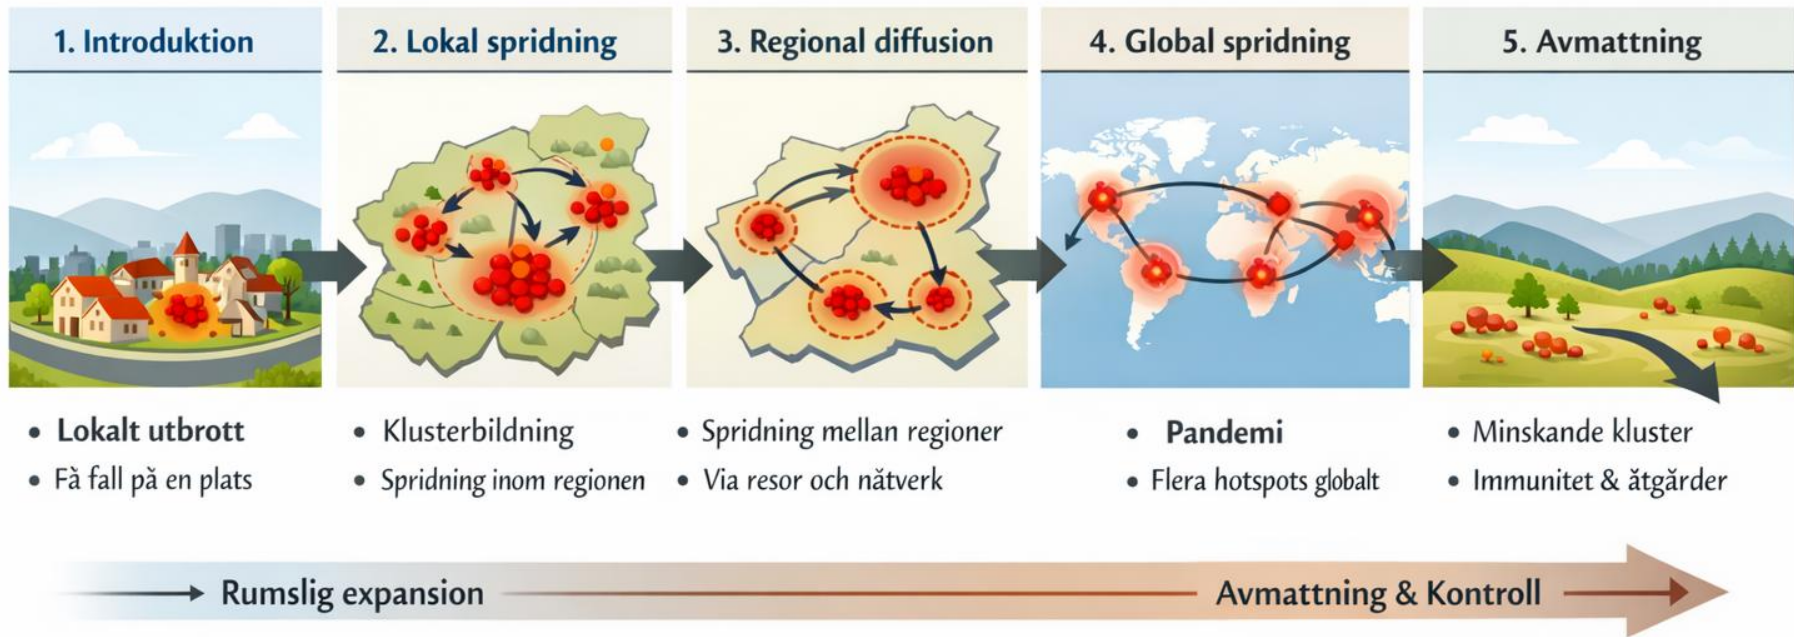 1. Introduktion
2. Lokal spridning
3. Regional diffusion
4. Global spridning
5. Avmattning
• Lokalt utbrott
• Få fall på en plats
• Klusterbildning
• Spridning inom regionen
• Spridning mellan regioner
• Via resor och nätverk
• Pandemi
• Flera hotspots globalt
• Minskande kluster
• Immunitet & åtgärder
Rumslig expansion
Avmattning & Kontroll